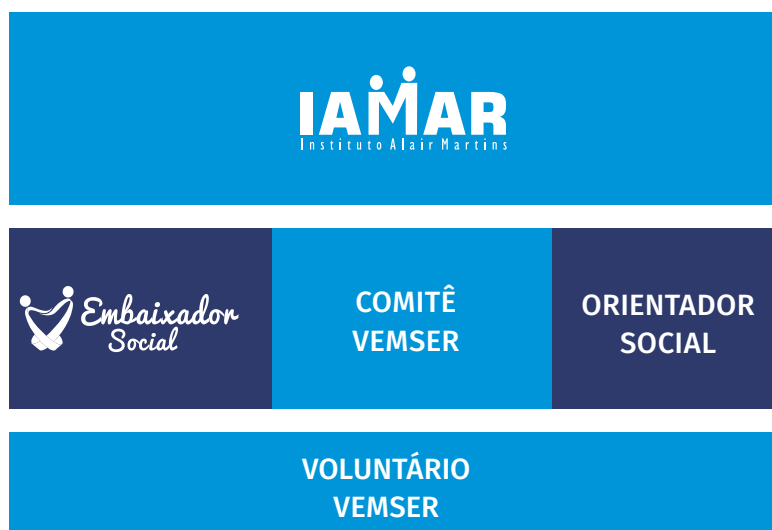 IAMAR
Instituto Alair Martins
Embaixador
Social
COMITÊ
VEMSER
ORIENTADOR
SOCIAL
VOLUNTÁRIO
VEMSER